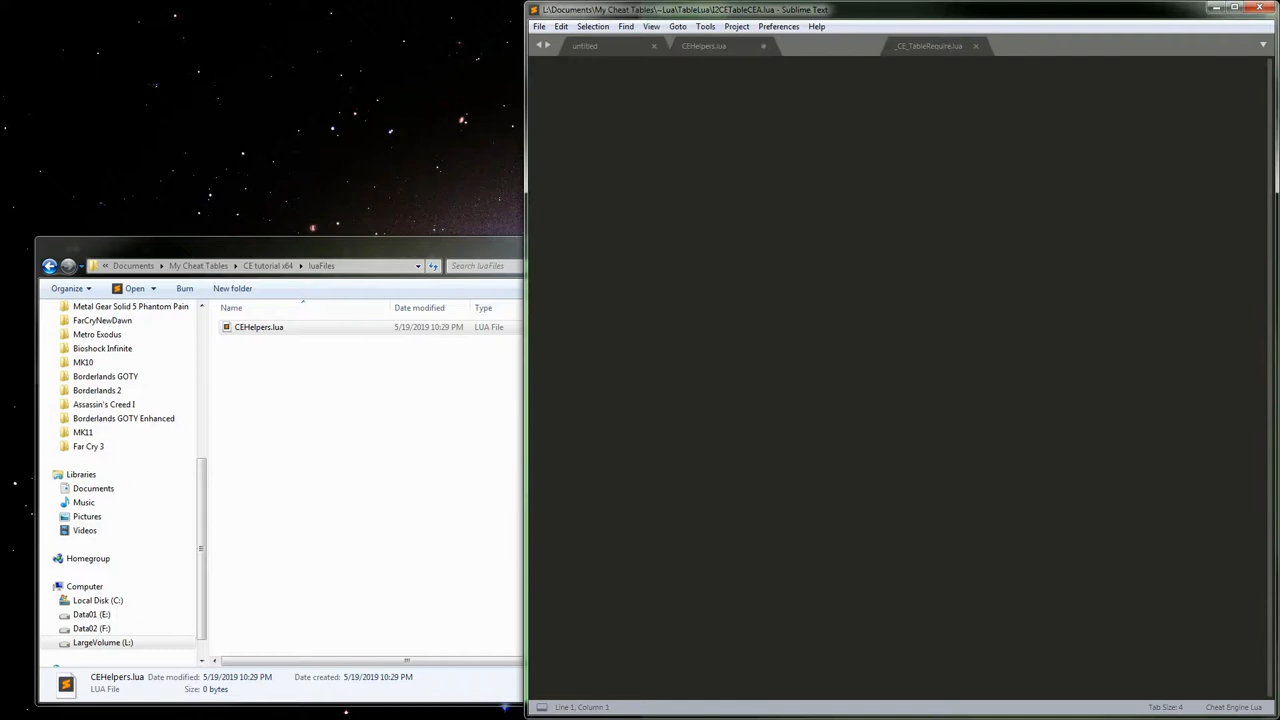 L:\Documents\My Cheat Tables\~Lua\TableLua\I2CETableCEA.lua - Sublime Text
File Edit Selection Find View Goto Tools Project Preferences Help
untitled CEHelpers.lua _CE_TableRequire.lua
« Documents My Cheat Tables CE tutorial x64 luaFiles Search luaFiles
Organize Open Burn New folder
Name Date modified Type
CEHelpers.lua 5/19/2019 10:29 PM LUA File
Metal Gear Solid 5 Phantom Pain
FarCryNewDawn
Metro Exodus
Bioshock Infinite
MK10
Borderlands GOTY
Borderlands 2
Assassin's Creed I
Borderlands GOTY Enhanced
MK11
Far Cry 3
Libraries
Documents
Music
Pictures
Videos
Homegroup
Computer
Local Disk (C:)
Data01 (E:)
Data02 (F:)
LargeVolume (L:)
CEHelpers.lua Date modified: 5/19/2019 10:29 PM Date created: 5/19/2019 10:29 PM
LUA File Size: 0 bytes
Line 1, Column 1 Tab Size: 4 Cheat Engine Lua